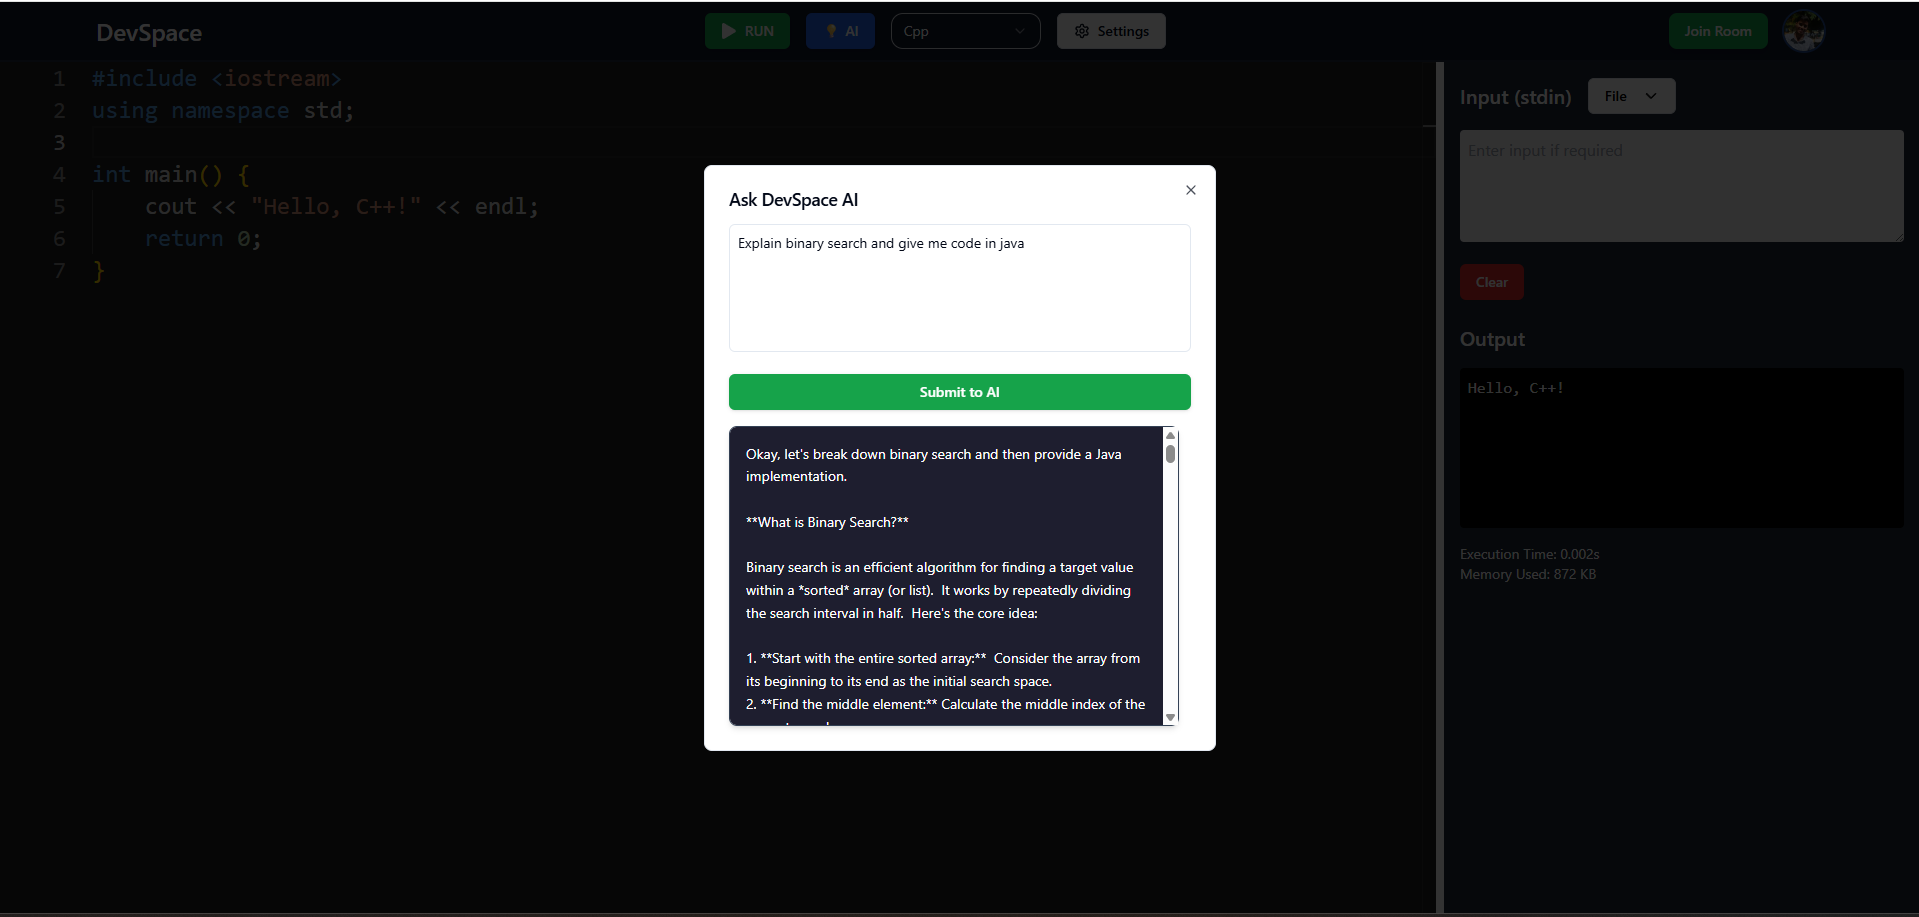 DevSpace
RUN
AI
Cpp
Settings
Join Room
1 #include <iostream>
2 using namespace std;
3
4 int main() {
5 cout << "Hello, C++!" << endl;
6 return 0;
7 }
Ask DevSpace AI
Explain binary search and give me code in java
Submit to AI
Okay, let's break down binary search and then provide a Java
implementation.
**What is Binary Search?**
Binary search is an efficient algorithm for finding a target value
within a *sorted* array (or list).  It works by repeatedly dividing
the search interval in half.  Here's the core idea:
1. **Start with the entire sorted array:**  Consider the array from
its beginning to its end as the initial search space.
2. **Find the middle element:** Calculate the middle index of the
Input (stdin)
File
Enter input if required
Clear
Output
Hello, C++!
Execution Time: 0.002s
Memory Used: 872 KB